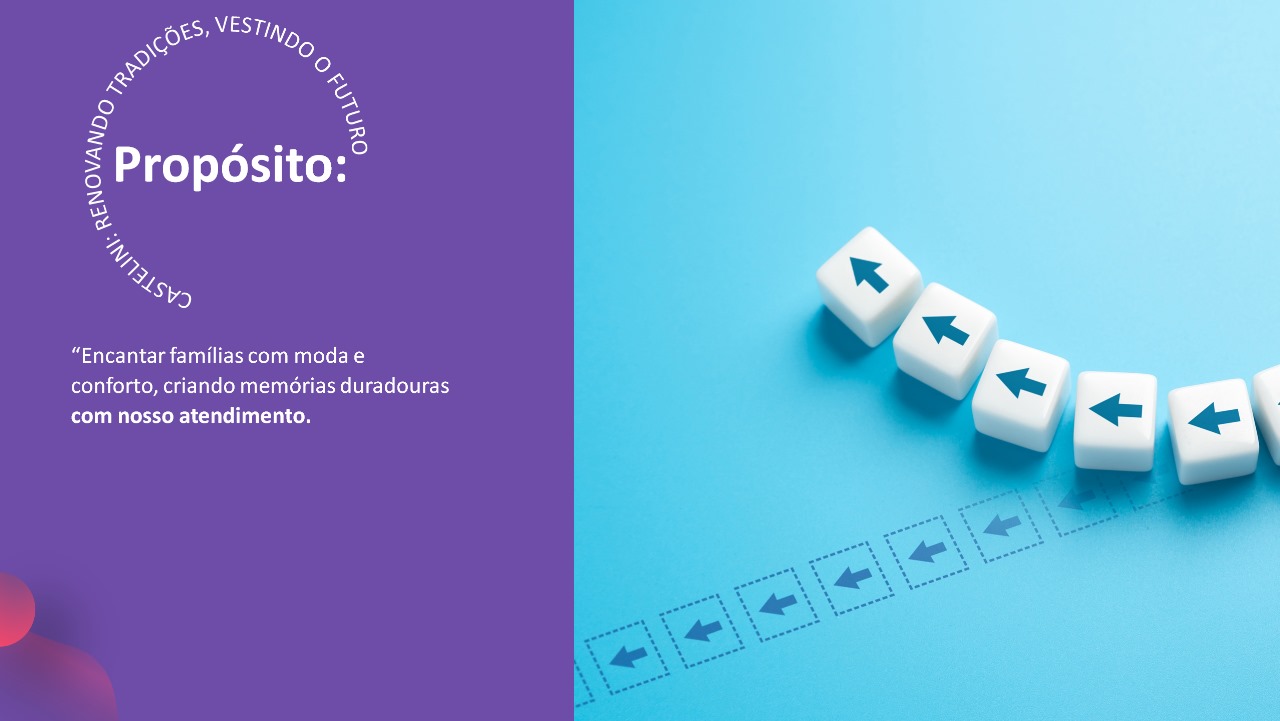 CASTELINI: RENOVANDO TRADIÇÕES, VESTINDO O FUTURO
Propósito:
“Encantar famílias com moda e
conforto, criando memórias duradouras
com nosso atendimento.